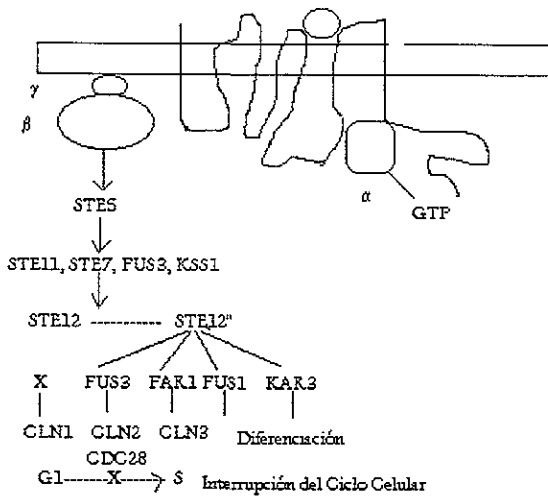 γ
β
α
GTP
STE5
STE11, STE7, FUS3, KSS1
STE12 ---------- STE12"
X FUS3 FAR1 FUS1 KAR3
CLN1 CLN2 CLN3 Diferenciación
CDC28
G1-------X----> S Interrupción del Ciclo Celular